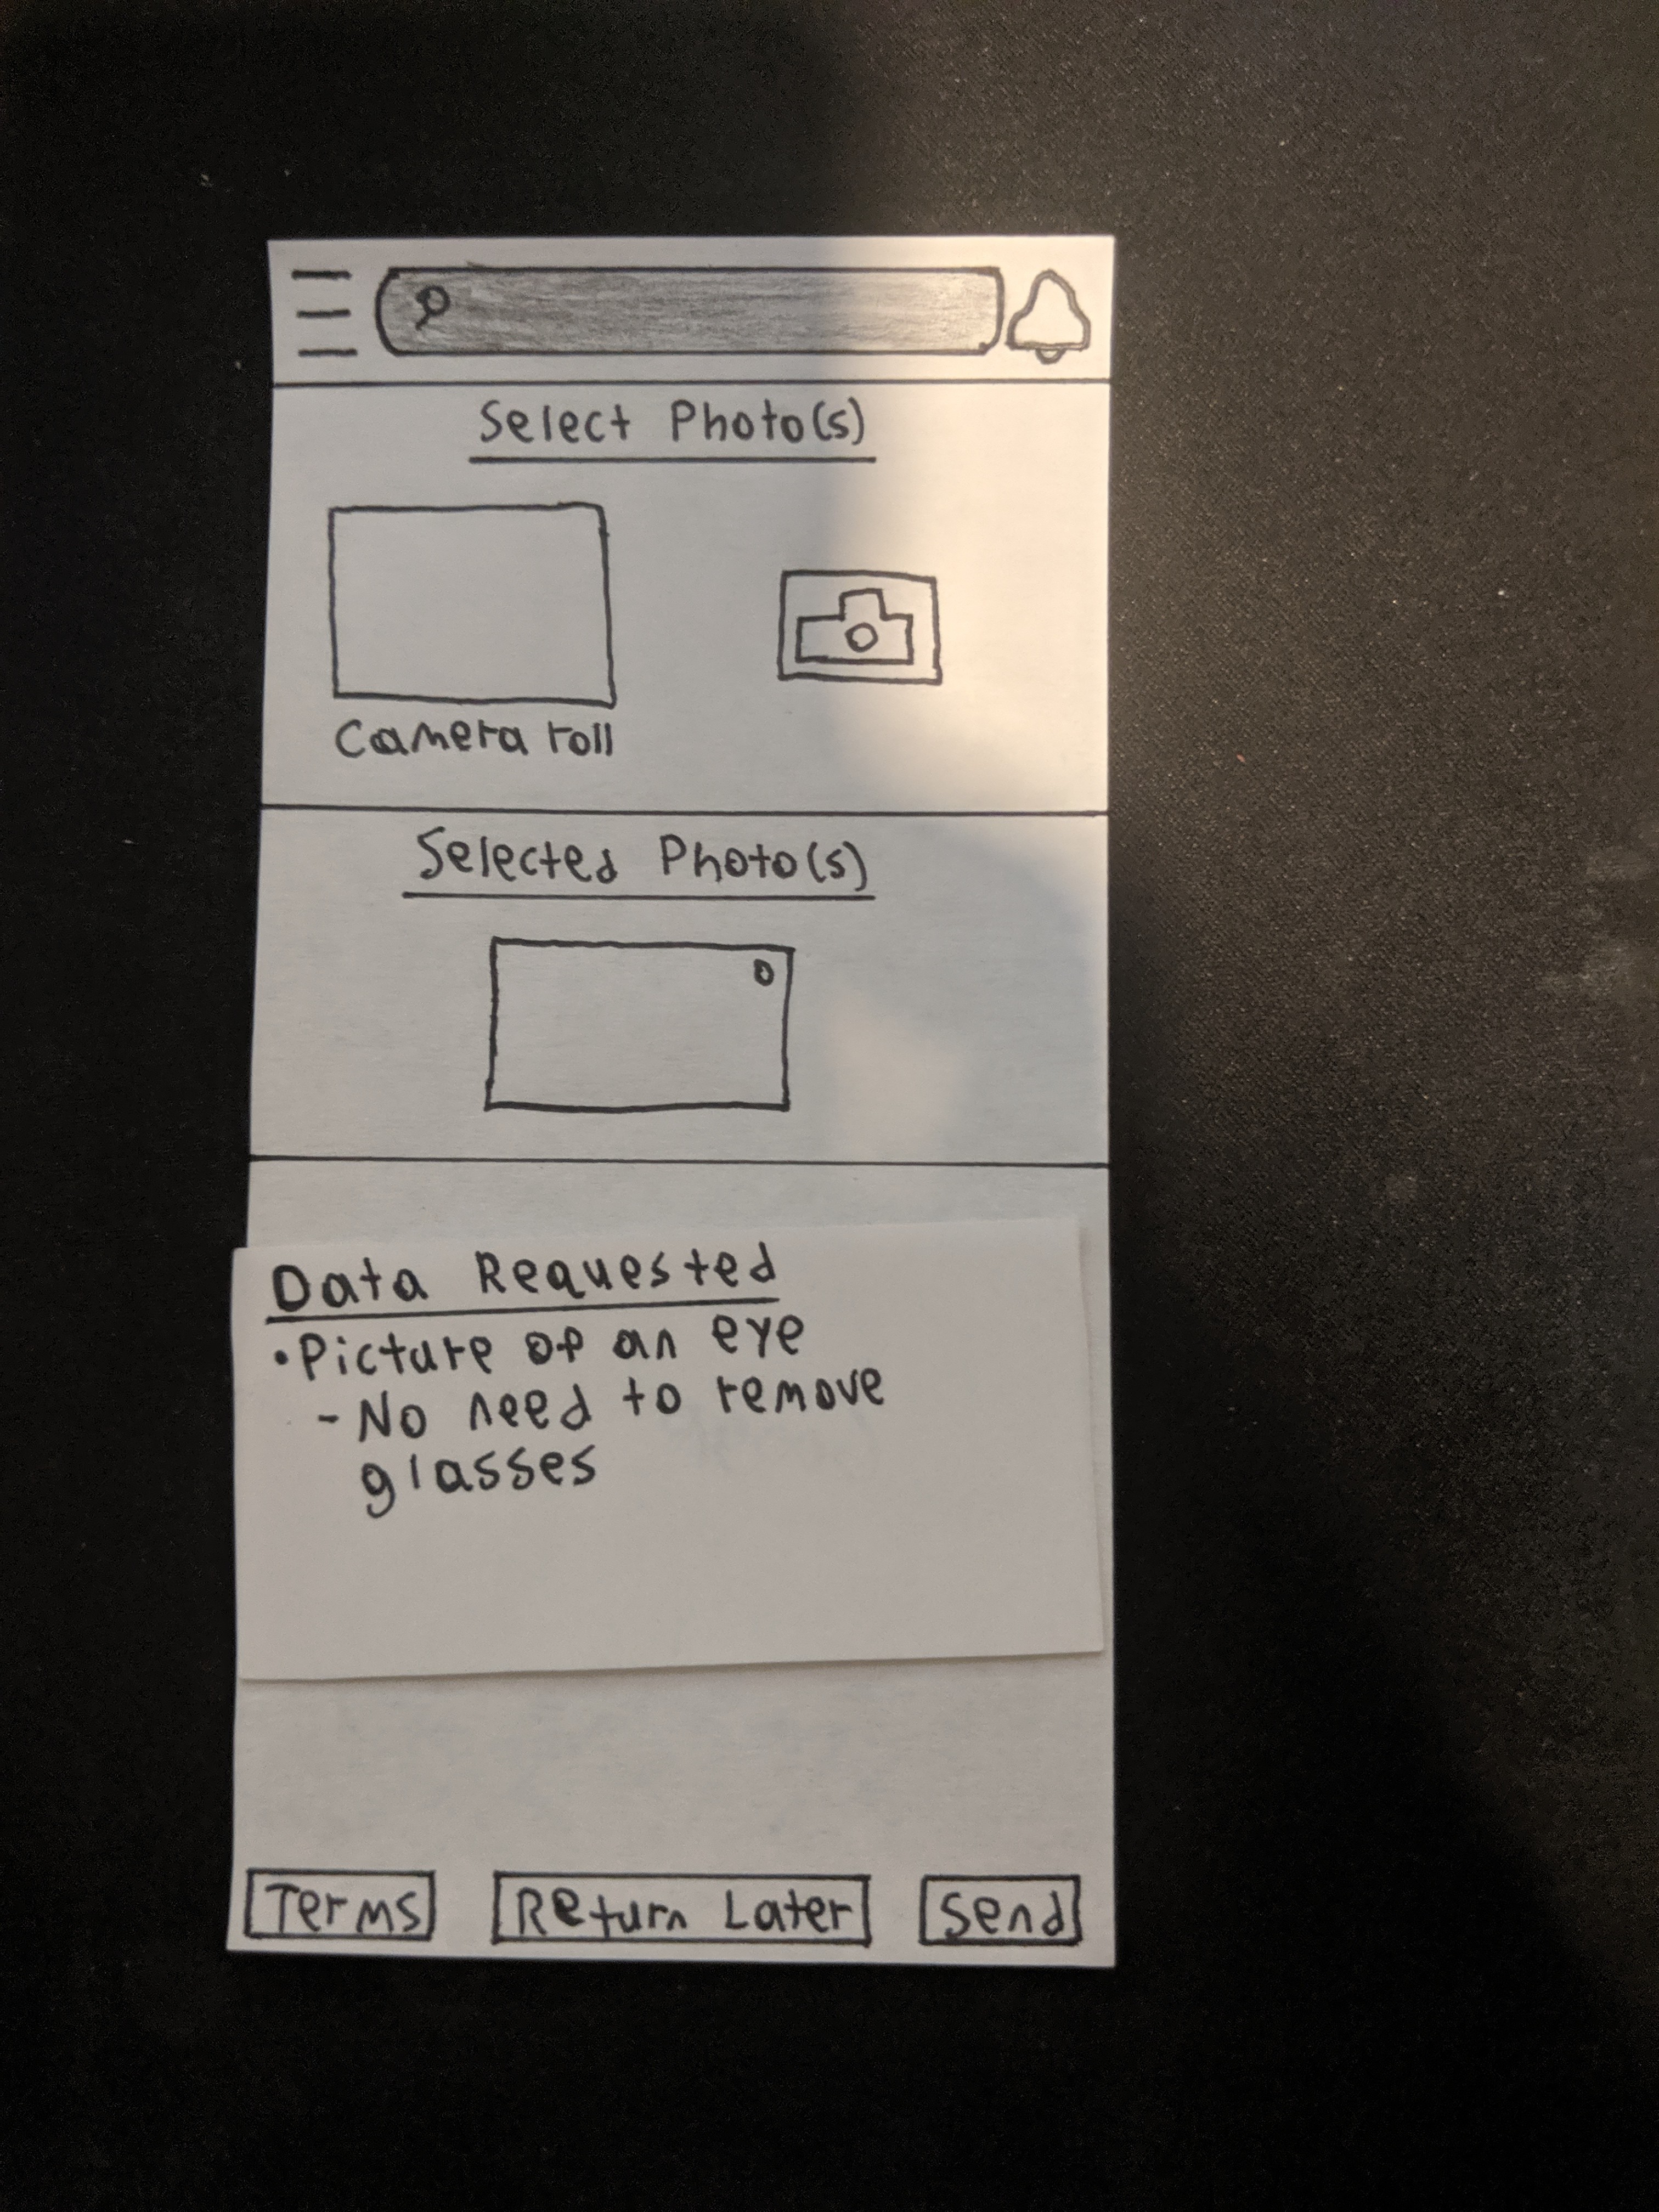 Select Photo(s)
Camera roll
Selected Photo(s)
Data Requested
• Picture of an eye
- No need to remove
glasses
Terms
Return Later
Send